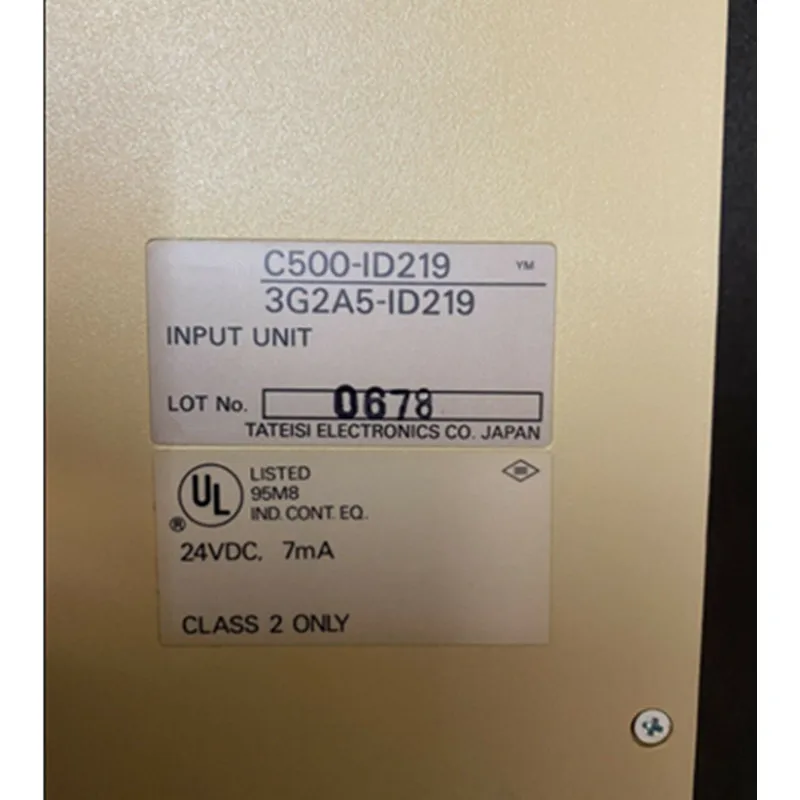 C500-ID219 YM
3G2A5-ID219
INPUT UNIT
LOT No. 0678
TATEISI ELECTRONICS CO. JAPAN
UL LISTED
95M8
® IND. CONT. EQ.
24VDC. 7mA
CLASS 2 ONLY